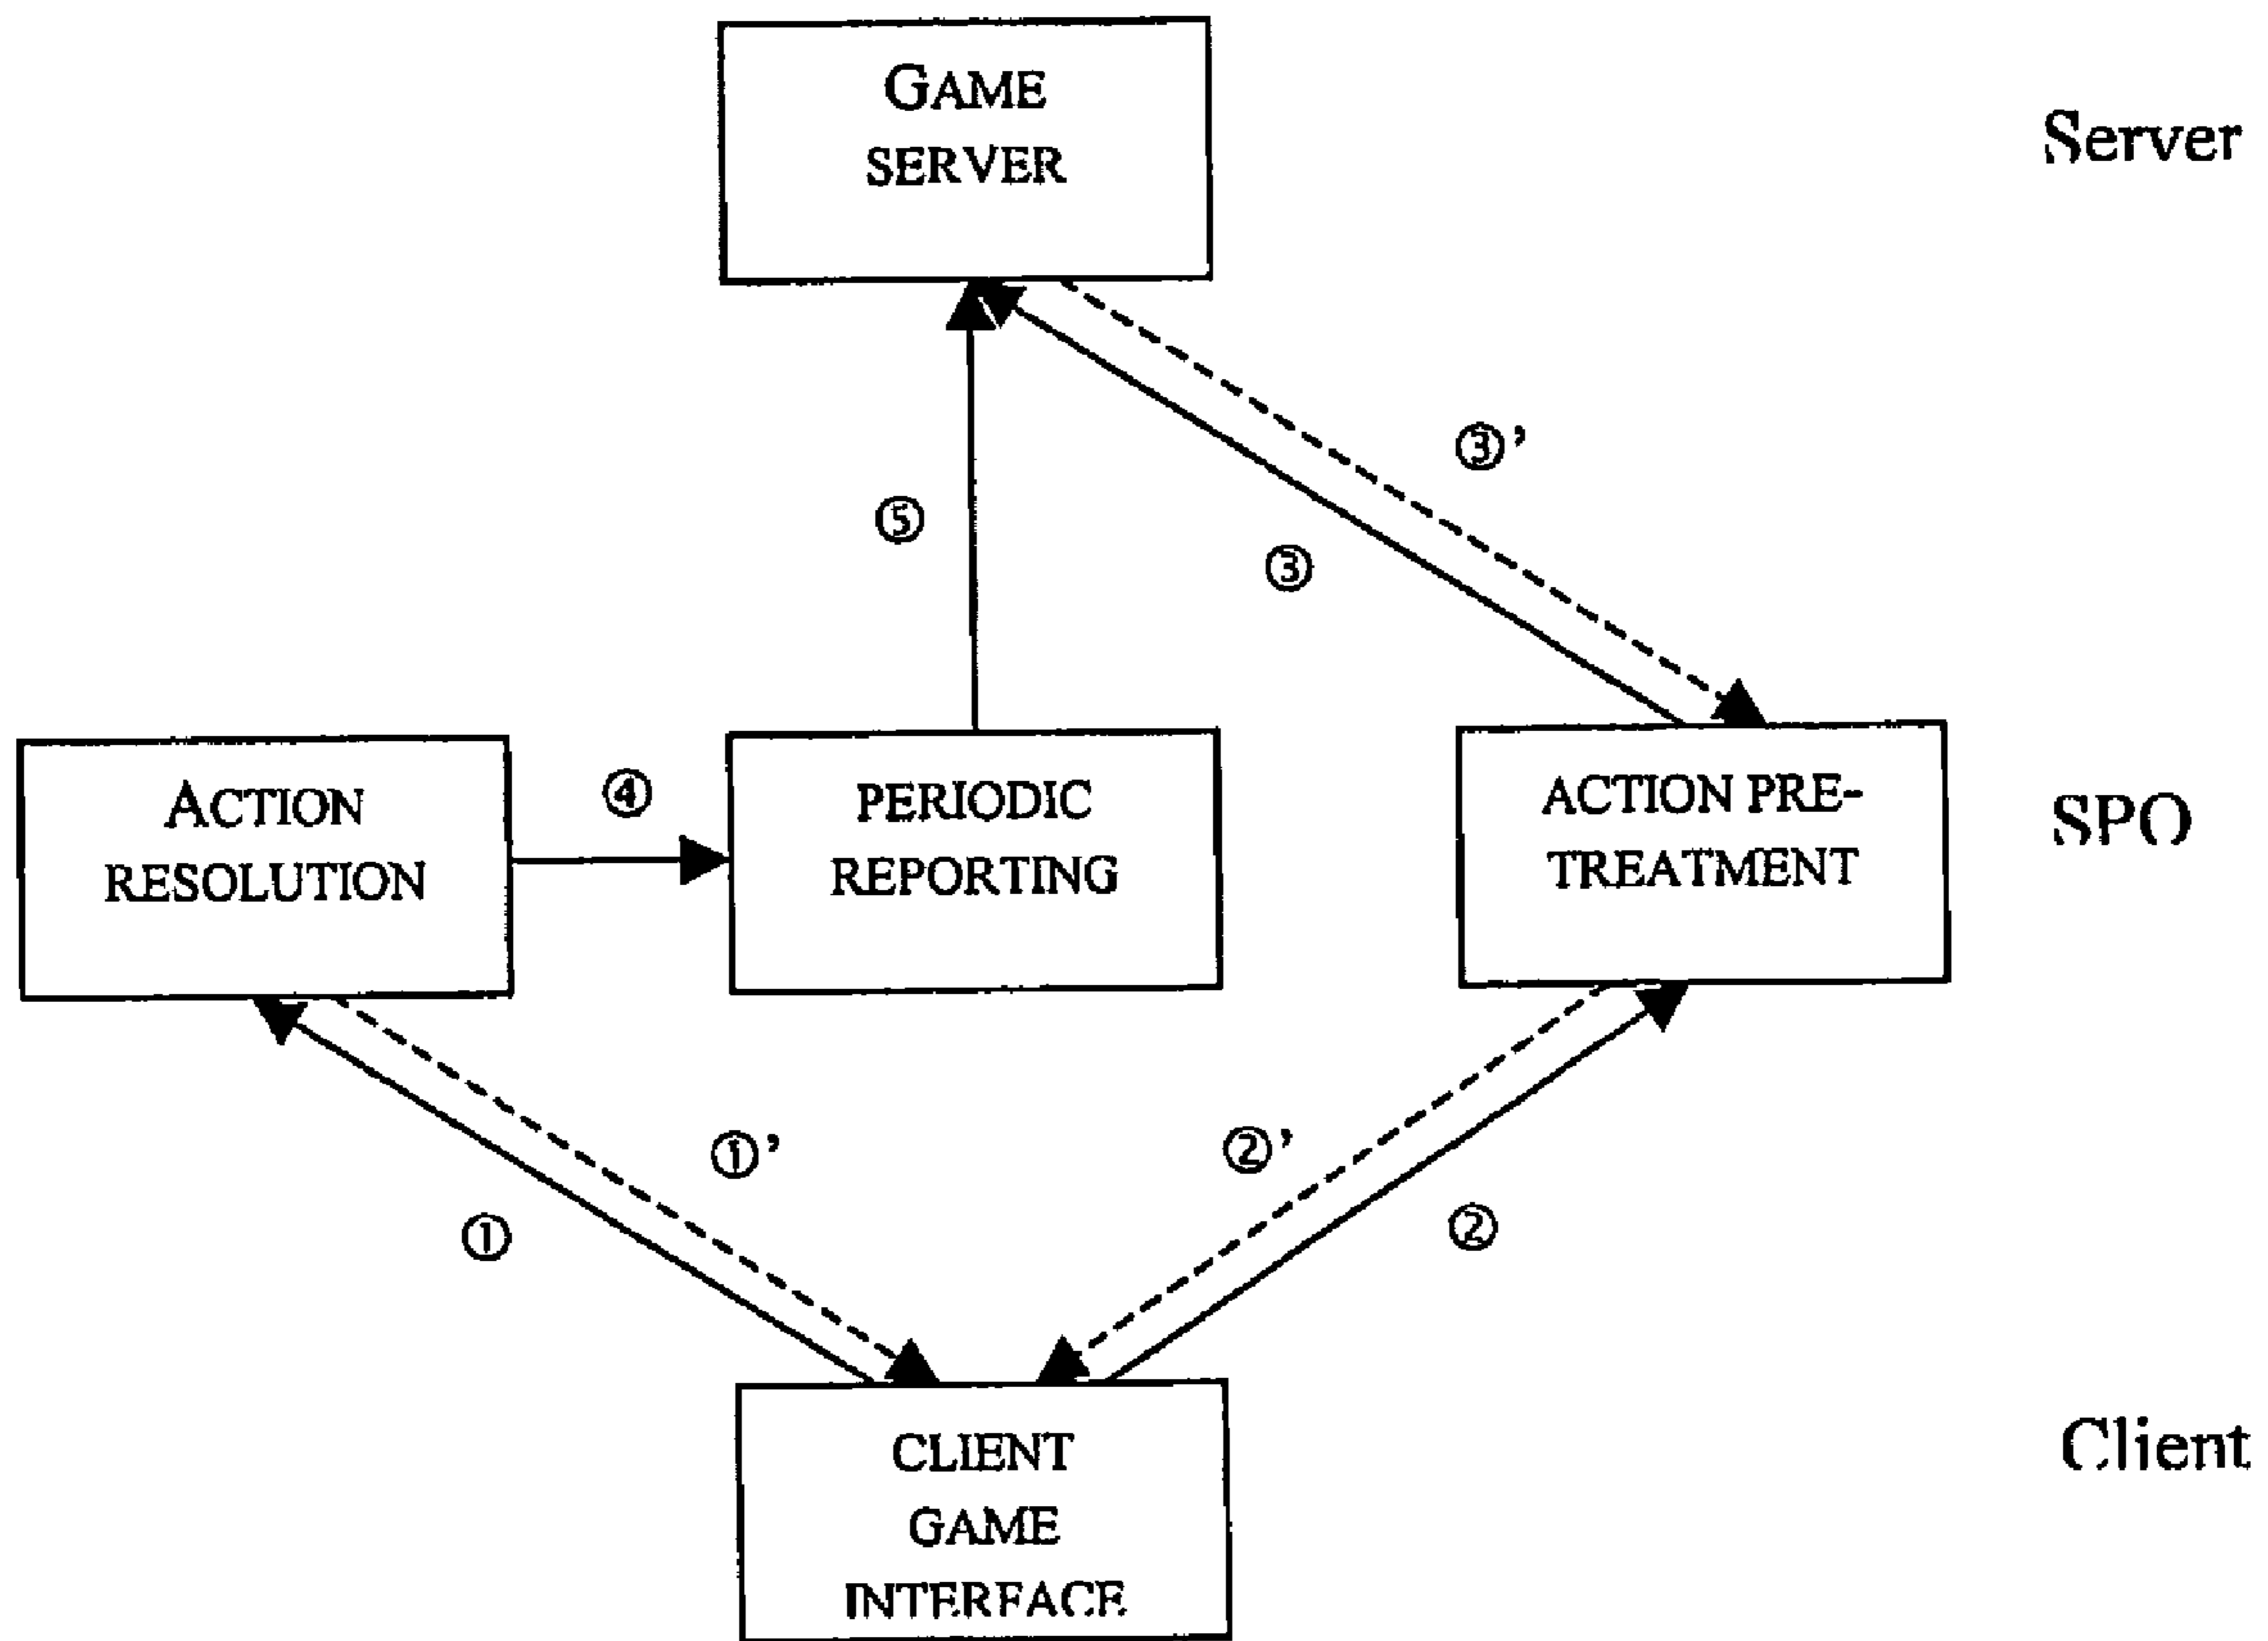 GAME
SERVER
Server
③'
⑤
③
ACTION
RESOLUTION
④
PERIODIC
REPORTING
ACTION PRE-
TREATMENT
SPO
①'
②'
①
②
CLIENT
GAME
INTERFACE
Client